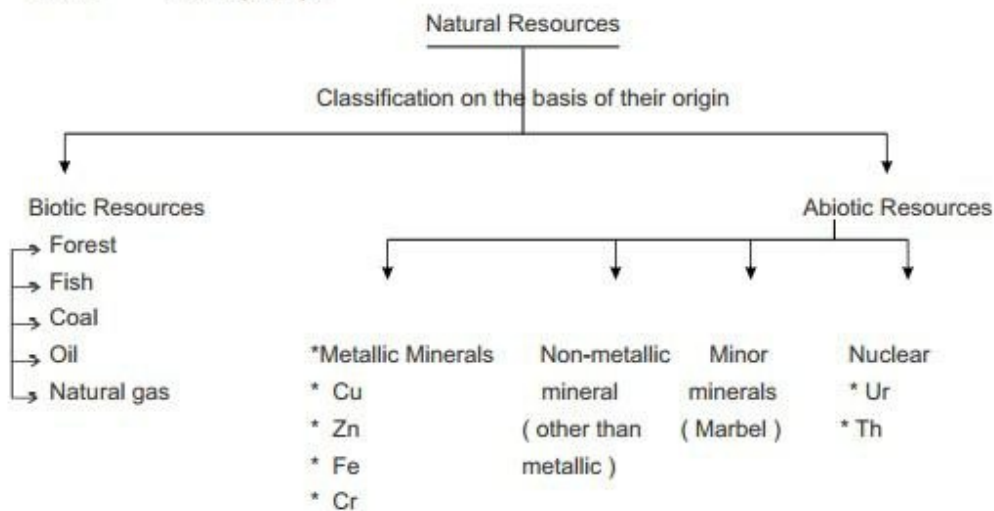 Natural Resources
Classification on the basis of their origin
Biotic Resources
Forest
Fish
Coal
Oil
Natural gas
Abiotic Resources
*Metallic Minerals
* Cu
* Zn
* Fe
* Cr
Non-metallic
mineral
( other than
metallic )
Minor
minerals
( Marbel )
Nuclear
* Ur
* Th